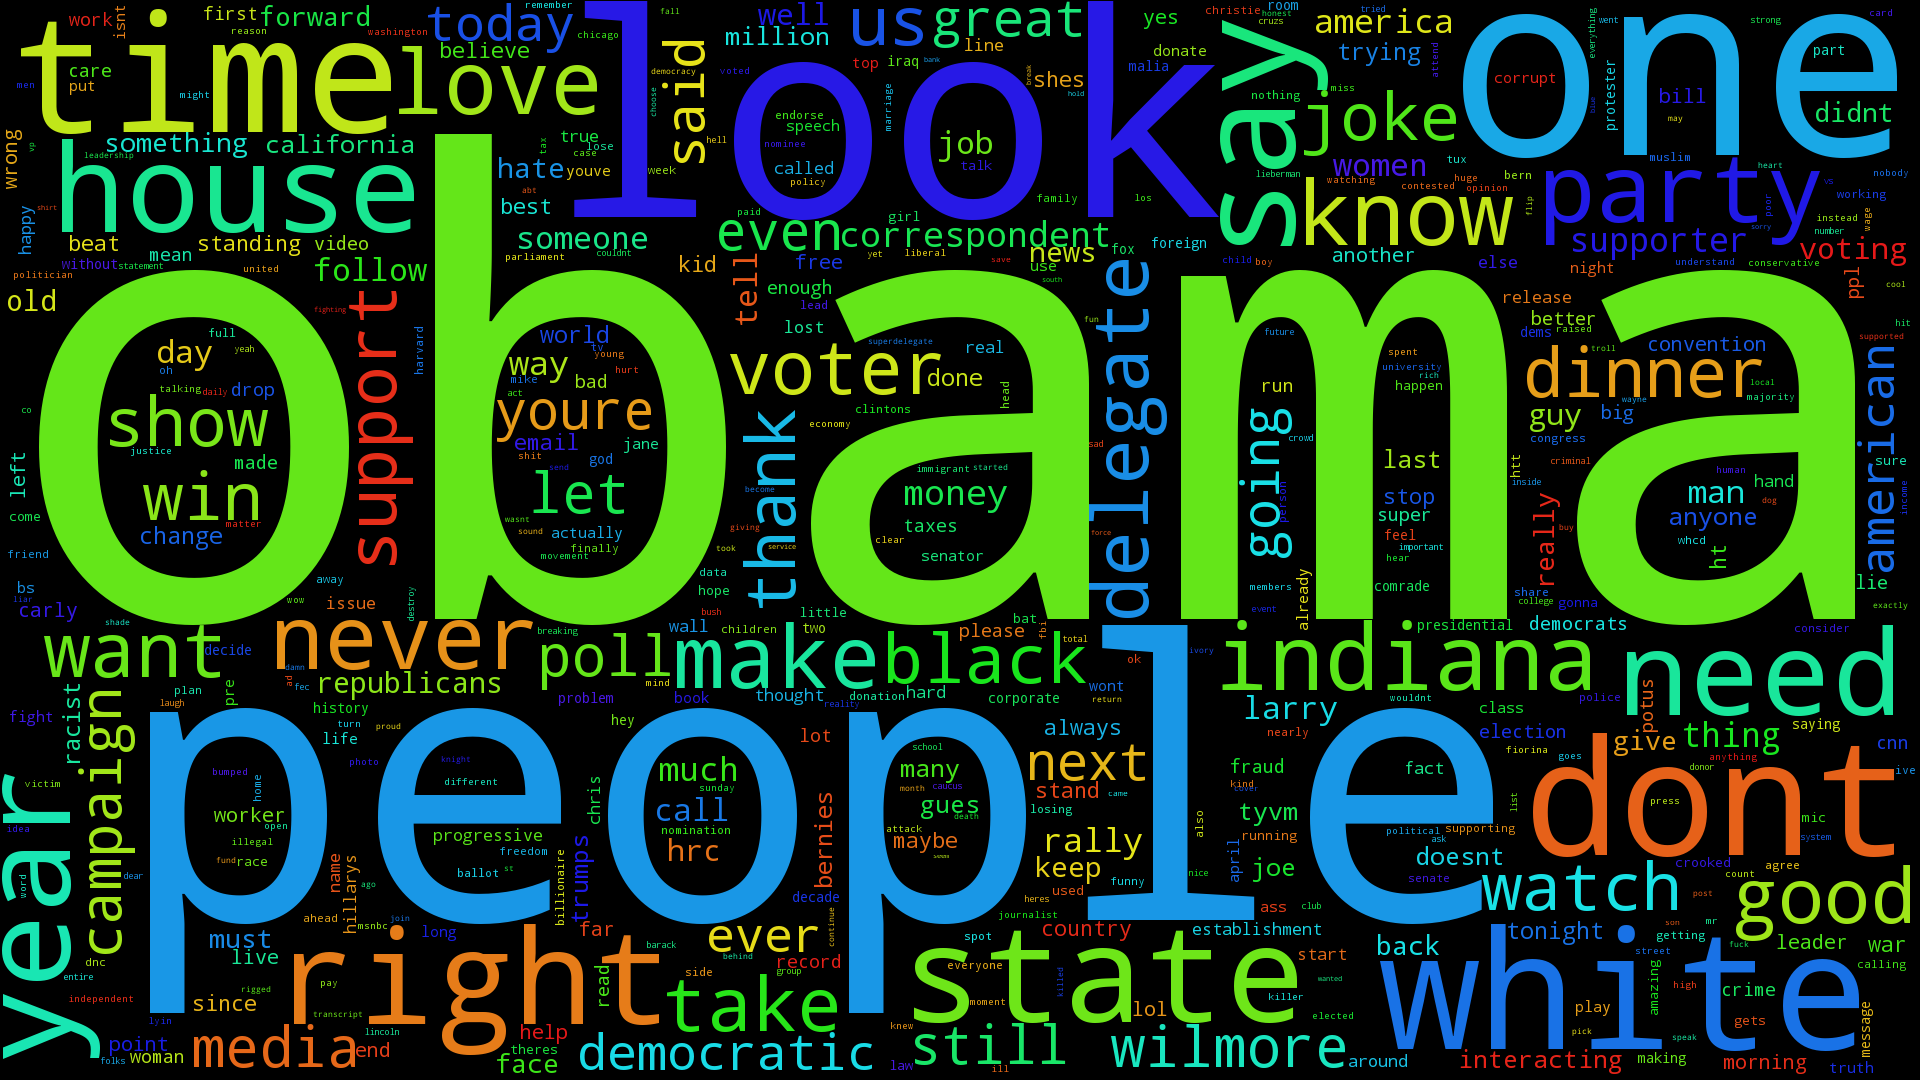 work
isnt
first
forward
today
time
love
reason
washington
believe
care
put
might
men
look
remember
chicago
fall
said
democracy
voted
well
million
us
great
top
iraq
line
bank
yes
donate
malia
shes
break
hold
say
christie
cruzs
room
honest
tried
america
trying
joke
nothing
miss
attend
one
corrupt
everything
went
strong
card
part
bill
may
didnt
protester
blue
wrong
vp
something
california
leadership
house
true
lose
case
tax
hate
youve
best
abt
choose
week
marriage
hell
endorse
speech
nominee
called
policy
job
talk
family
los
women
tux
bern
muslim
lieberman
watching
contested
huge
opinion
flip
know
party
supporter
heart
nobody
vs
working
poor
instead
number
wage
sorry
voting
happy
shirt
beat
mean
standing
video
without
statement
united
politician
follow
old
someone
parliament
couldnt
kid
paid
girl
even
correspondent
news
fox
foreign
yet
liberal
save
use
free
tell
enough
lead
lost
south
child
boy
another
else
understand
night
conservative
ppl
cool
release
better
dems
raised
hit
supported
obama
fighting
support
harvard
full
yeah
day
oh
talking
daily
drop
show
justice
made
win
matter
change
co
left
come
friend
world
tv
young
way
mike
bad
hurt
act
youre
email
jane
shit
god
send
let
wasnt
sound
actually
finally
movement
superdelegate
real
fun
voter
done
head
clintons
economy
thank
become
giving
took
service
immigrant
started
money
taxes
clear
senator
delegate
sad
force
future
run
going
crowd
person
spent
university
rich
happen
last
stop
super
feel
important
hear
htt
inside
dinner
troll
convention
local
majority
wayne
guy
big
congress
criminal
human
man
hand
dog
anyone
whcd
ht
buy
really
american
sure
income
bs
liar
carly
shade
away
wow
issue
destroy
data
hope
bush
little
two
bat
fbi
members
event
already
comrade
share
college
gonna
lie
exactly
want
decide
never
breaking
poll
wall
children
make
black
please
total
ok
ivory
indiana
presidential
democrats
consider
need
damn
ad
fec
republicans
mind
plan
pre
laugh
history
problem
book
thought
donation
reality
hard
corporate
wont
return
larry
wouldnt
class
police
potus
saying
fight
racist
campaign
turn
life
proud
hey
lot
always
nearly
election
fiorina
give
thing
cnn
year
victim
people
bumped
home
photo
knight
different
much
sunday
school
many
month
caucus
next
stand
came
losing
fraud
kind
cover
fact
goes
anything
donor
ive
dont
worker
open
illegal
fund
race
progressive
freedom
ballot
st
call
nomination
hrc
chris
gues
death
attack
maybe
seems
rally
keep
funny
also
tyvm
running
april
joe
nice
political
supporting
ask
list
doesnt
senate
press
mic
system
crooked
agree
idea
word
dear
name
hillarys
ago
billionaire
trumps
bernies
decade
heres
used
ass
club
watch
count
post
good
ahead
msnbc
join
must
live
long
far
continue
ever
barack
behind
journalist
country
establishment
back
tonight
son
mr
getting
fuck
street
leader
war
calling
dnc
entire
independent
since
rigged
right
pay
transcript
read
side
record
group
take
spot
everyone
moment
state
killed
wanted
start
killer
lol
elected
white
play
pick
amazing
high
crime
gets
speak
message
lyin
point
woman
folks
media
lincoln
end
help
theres
face
democratic
knew
law
still
ill
wilmore
around
interacting
making
morning
truth